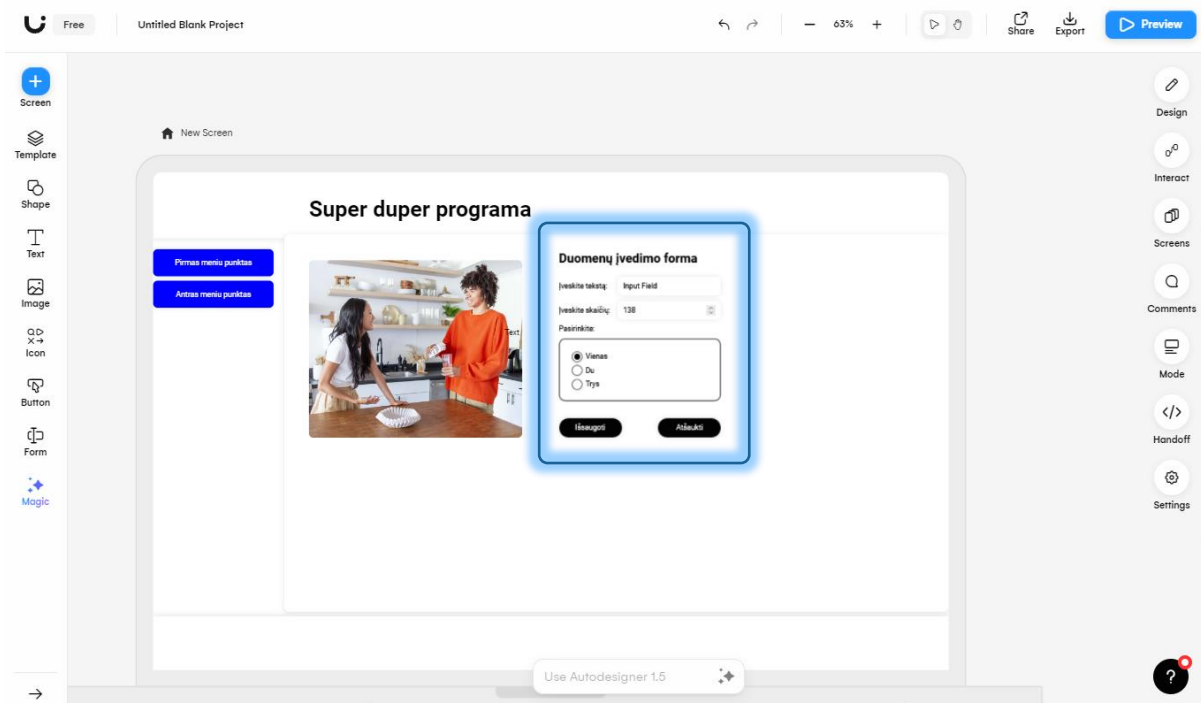 Free
Untitled Blank Project
63%
Share
Export
Preview
Screen
Template
Shape
Text
Image
Icon
Button
Form
Magic
New Screen
Super duper programa
Pirmas meniu punktas
Antras meniu punktas
Text
Duomenų įvedimo forma
Įveskite tekstą: Input Field
Įveskite skaičių: 138
Pasirinkite:
Vienas
Du
Trys
Išsaugoti
Atšaukti
Use Autodesigner 1.5
Design
Interact
Screens
Comments
Mode
Handoff
Settings
?